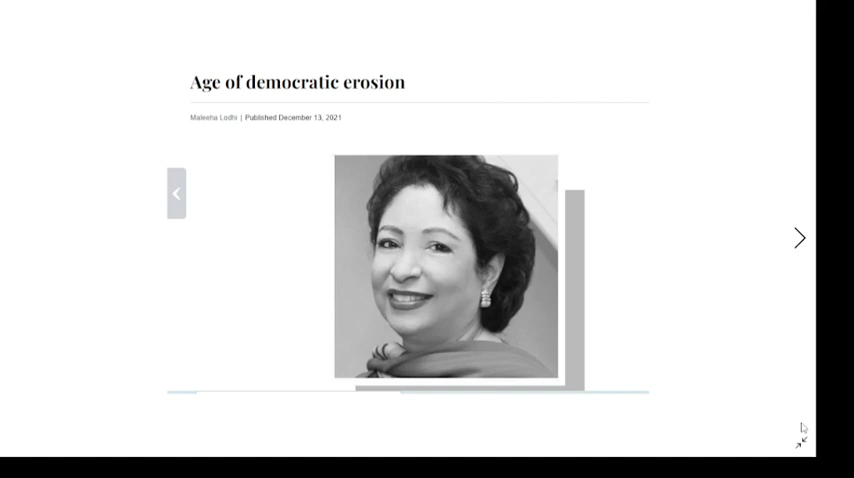 Age of democratic erosion
Maleeha Lodhi | Published December 13, 2021